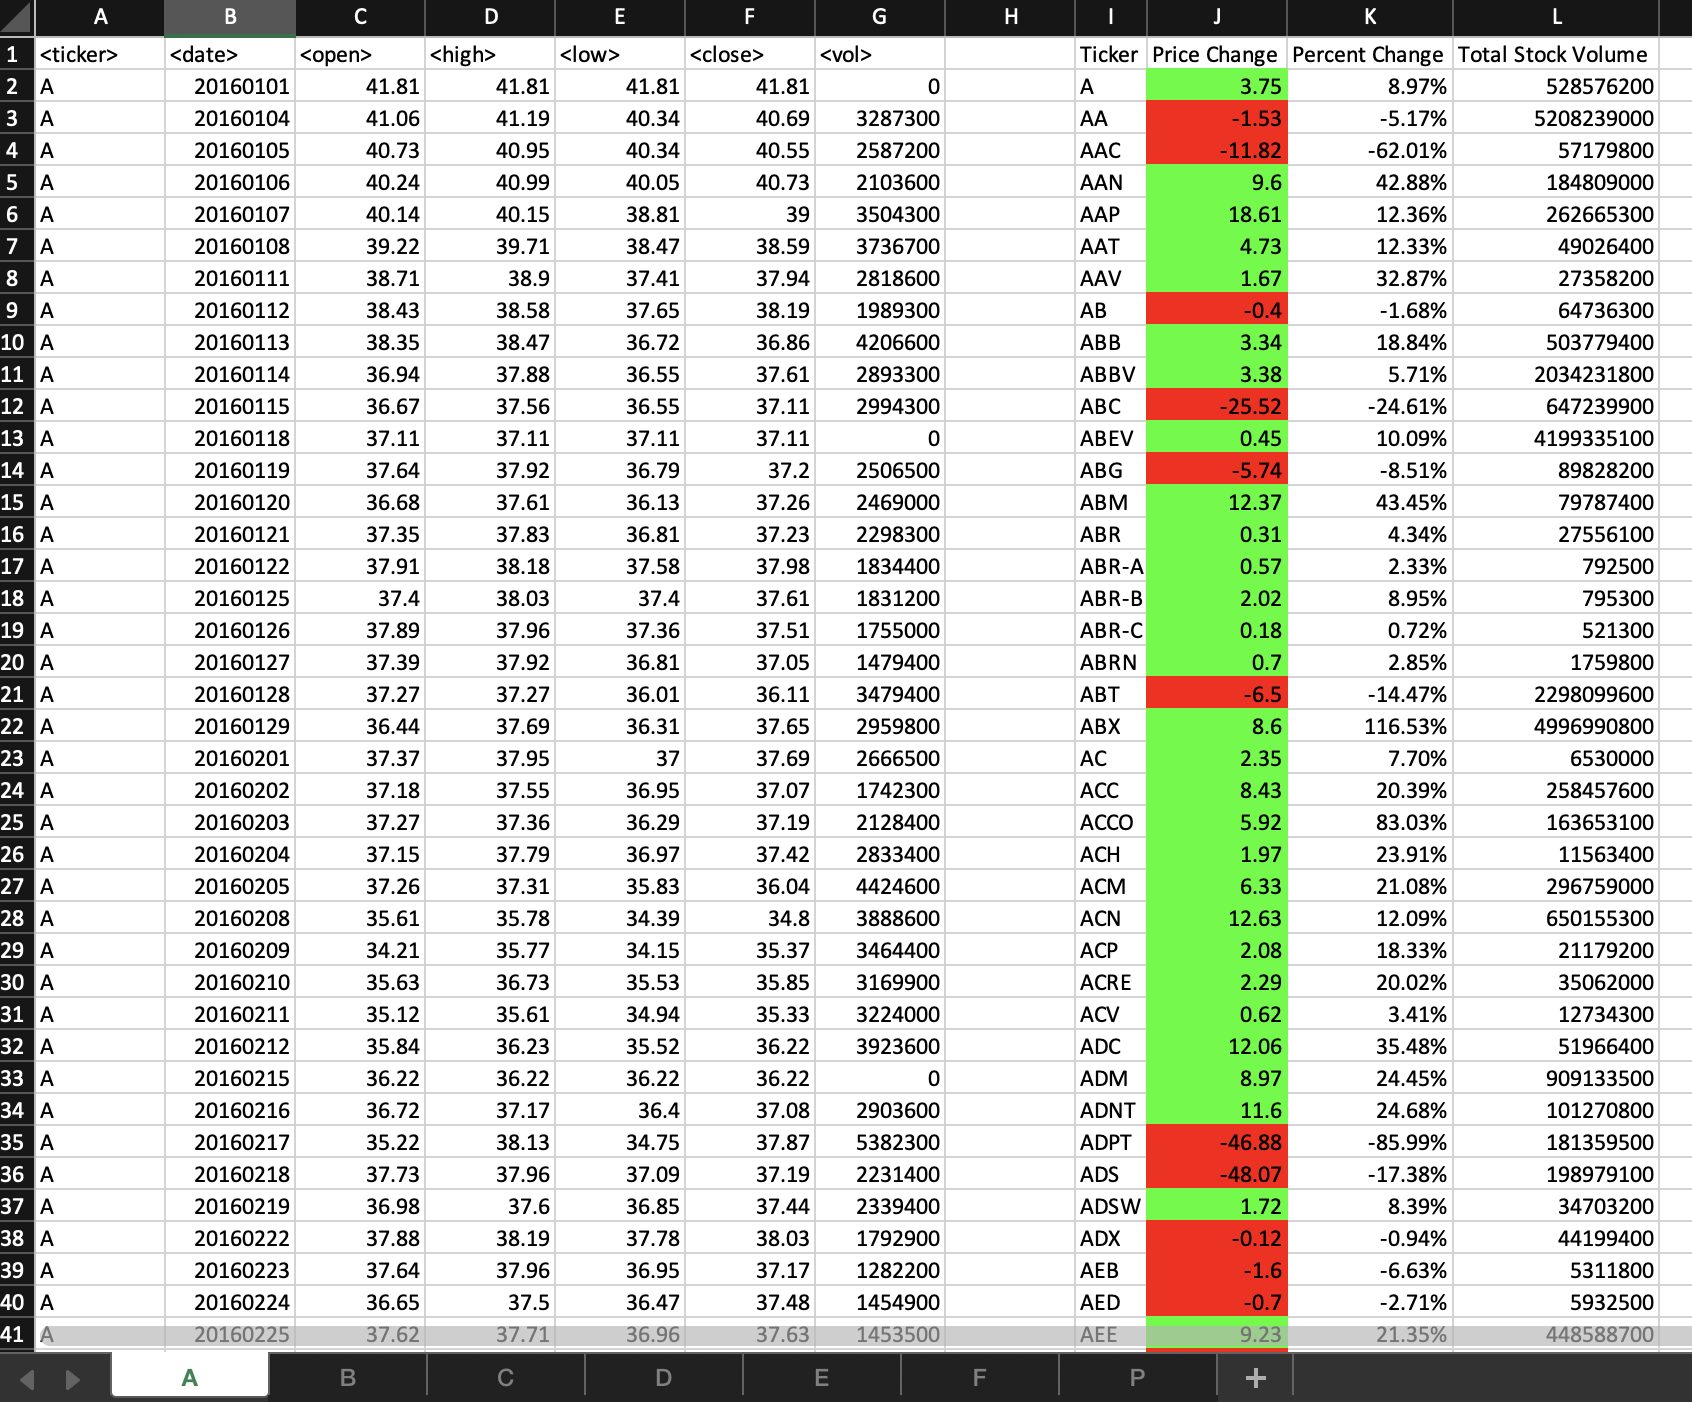 A B C D E F G H I J K L
1 <ticker> <date> <open> <high> <low> <close> <vol> Ticker Price Change Percent Change Total Stock Volume
2 A 20160101 41.81 41.81 41.81 41.81 0 A 3.75 8.97% 528576200
3 A 20160104 41.06 41.19 40.34 40.69 3287300 AA -1.53 -5.17% 5208239000
4 A 20160105 40.73 40.95 40.34 40.55 2587200 AAC -11.82 -62.01% 57179800
5 A 20160106 40.24 40.99 40.05 40.73 2103600 AAN 9.6 42.88% 184809000
6 A 20160107 40.14 40.15 38.81 39 3504300 AAP 18.61 12.36% 262665300
7 A 20160108 39.22 39.71 38.47 38.59 3736700 AAT 4.73 12.33% 49026400
8 A 20160111 38.71 38.9 37.41 37.94 2818600 AAV 1.67 32.87% 27358200
9 A 20160112 38.43 38.58 37.65 38.19 1989300 AB -0.4 -1.68% 64736300
10 A 20160113 38.35 38.47 36.72 36.86 4206600 ABB 3.34 18.84% 503779400
11 A 20160114 36.94 37.88 36.55 37.61 2893300 ABBV 3.38 5.71% 2034231800
12 A 20160115 36.67 37.56 36.55 37.11 2994300 ABC -25.52 -24.61% 647239900
13 A 20160118 37.11 37.11 37.11 37.11 0 ABEV 0.45 10.09% 4199335100
14 A 20160119 37.64 37.92 36.79 37.2 2506500 ABG -5.74 -8.51% 89828200
15 A 20160120 36.68 37.61 36.13 37.26 2469000 ABM 12.37 43.45% 79787400
16 A 20160121 37.35 37.83 36.81 37.23 2298300 ABR 0.31 4.34% 27556100
17 A 20160122 37.91 38.18 37.58 37.98 1834400 ABR-A 0.57 2.33% 792500
18 A 20160125 37.4 38.03 37.4 37.61 1831200 ABR-B 2.02 8.95% 795300
19 A 20160126 37.89 37.96 37.36 37.51 1755000 ABR-C 0.18 0.72% 521300
20 A 20160127 37.39 37.92 36.81 37.05 1479400 ABRN 0.7 2.85% 1759800
21 A 20160128 37.27 37.27 36.01 36.11 3479400 ABT -6.5 -14.47% 2298099600
22 A 20160129 36.44 37.69 36.31 37.65 2959800 ABX 8.6 116.53% 4996990800
23 A 20160201 37.37 37.95 37 37.69 2666500 AC 2.35 7.70% 6530000
24 A 20160202 37.18 37.55 36.95 37.07 1742300 ACC 8.43 20.39% 258457600
25 A 20160203 37.27 37.36 36.29 37.19 2128400 ACCO 5.92 83.03% 163653100
26 A 20160204 37.15 37.79 36.97 37.42 2833400 ACH 1.97 23.91% 11563400
27 A 20160205 37.26 37.31 35.83 36.04 4424600 ACM 6.33 21.08% 296759000
28 A 20160208 35.61 35.78 34.39 34.8 3888600 ACN 12.63 12.09% 650155300
29 A 20160209 34.21 35.77 34.15 35.37 3464400 ACP 2.08 18.33% 21179200
30 A 20160210 35.63 36.73 35.53 35.85 3169900 ACRE 2.29 20.02% 35062000
31 A 20160211 35.12 35.61 34.94 35.33 3224000 ACV 0.62 3.41% 12734300
32 A 20160212 35.84 36.23 35.52 36.22 3923600 ADC 12.06 35.48% 51966400
33 A 20160215 36.22 36.22 36.22 36.22 0 ADM 8.97 24.45% 909133500
34 A 20160216 36.72 37.17 36.4 37.08 2903600 ADNT 11.6 24.68% 101270800
35 A 20160217 35.22 38.13 34.75 37.87 5382300 ADPT -46.88 -85.99% 181359500
36 A 20160218 37.73 37.96 37.09 37.19 2231400 ADS -48.07 -17.38% 198979100
37 A 20160219 36.98 37.6 36.85 37.44 2339400 ADSW 1.72 8.39% 34703200
38 A 20160222 37.88 38.19 37.78 38.03 1792900 ADX -0.12 -0.94% 44199400
39 A 20160223 37.64 37.96 36.95 37.17 1282200 AEB -1.6 -6.63% 5311800
40 A 20160224 36.65 37.5 36.47 37.48 1454900 AED -0.7 -2.71% 5932500
41 A 20160225 37.62 37.71 36.96 37.63 1453500 AEE 9.23 21.35% 448588700
A B C D E F P +